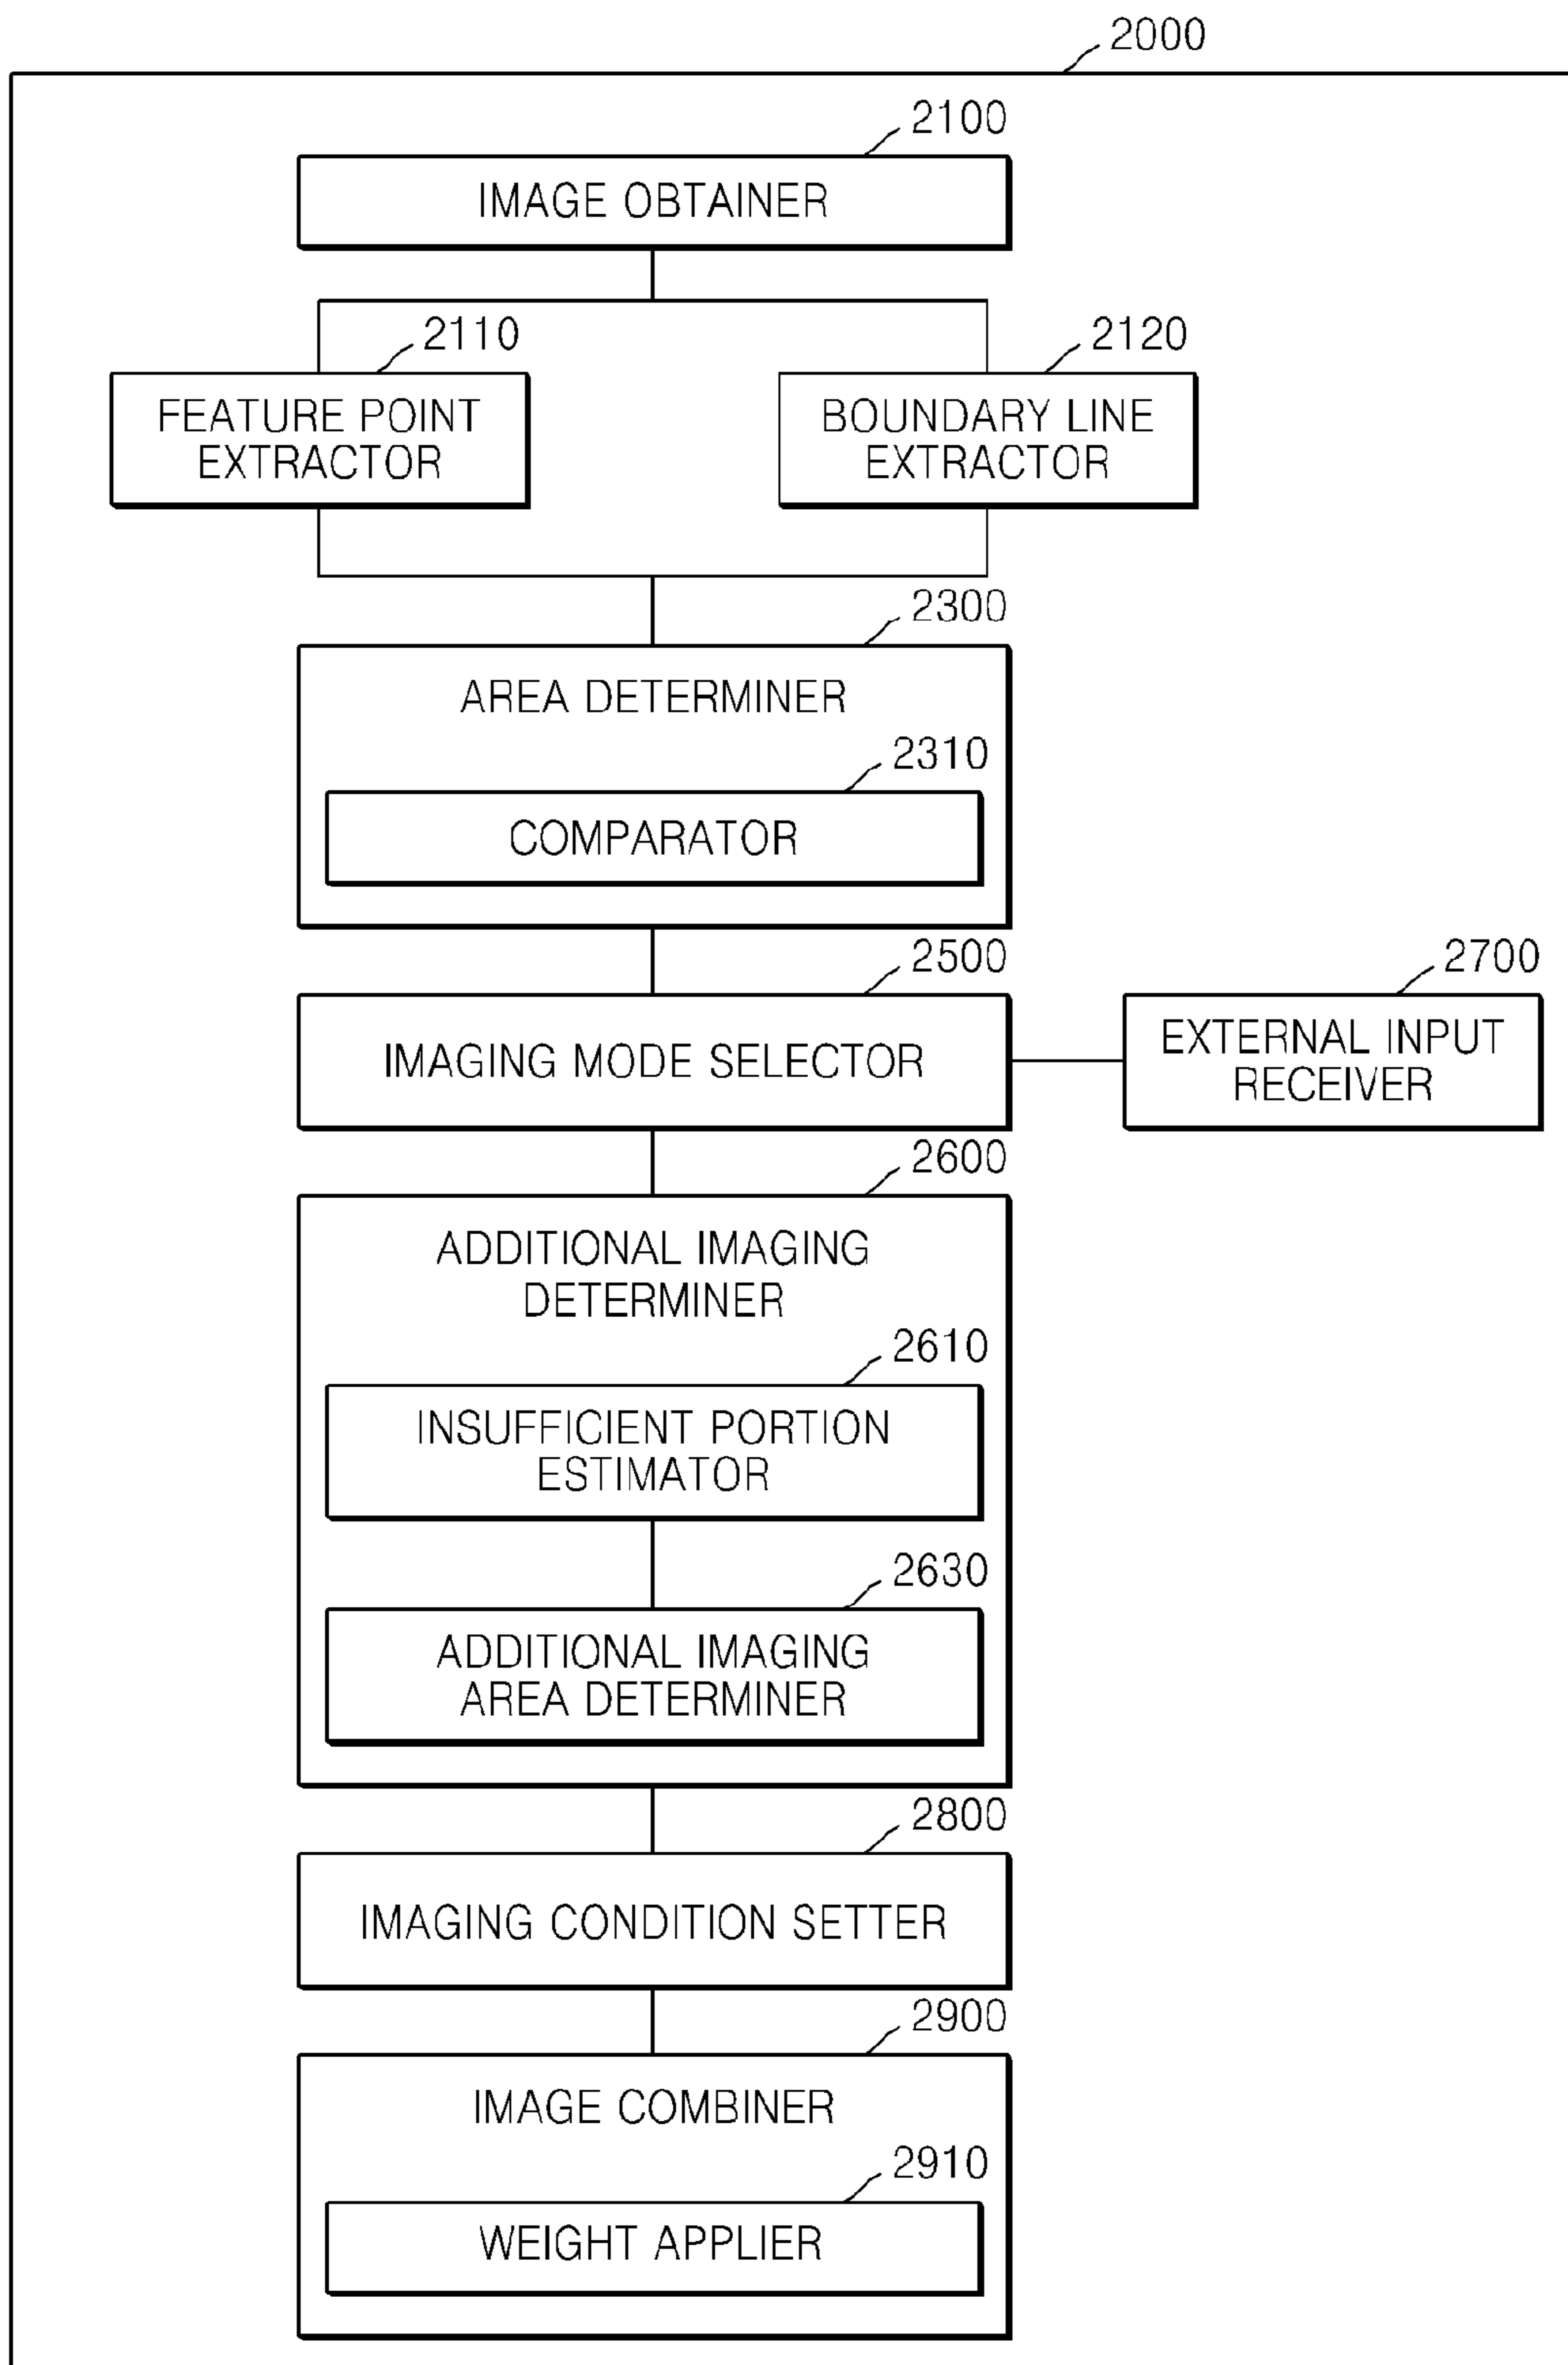 2000
2100
IMAGE OBTAINER
2110
2120
FEATURE POINT
EXTRACTOR
BOUNDARY LINE
EXTRACTOR
2300
AREA DETERMINER
2310
COMPARATOR
2500
2700
IMAGING MODE SELECTOR
EXTERNAL INPUT
RECEIVER
2600
ADDITIONAL IMAGING
DETERMINER
2610
INSUFFICIENT PORTION
ESTIMATOR
2630
ADDITIONAL IMAGING
AREA DETERMINER
2800
IMAGING CONDITION SETTER
2900
IMAGE COMBINER
2910
WEIGHT APPLIER